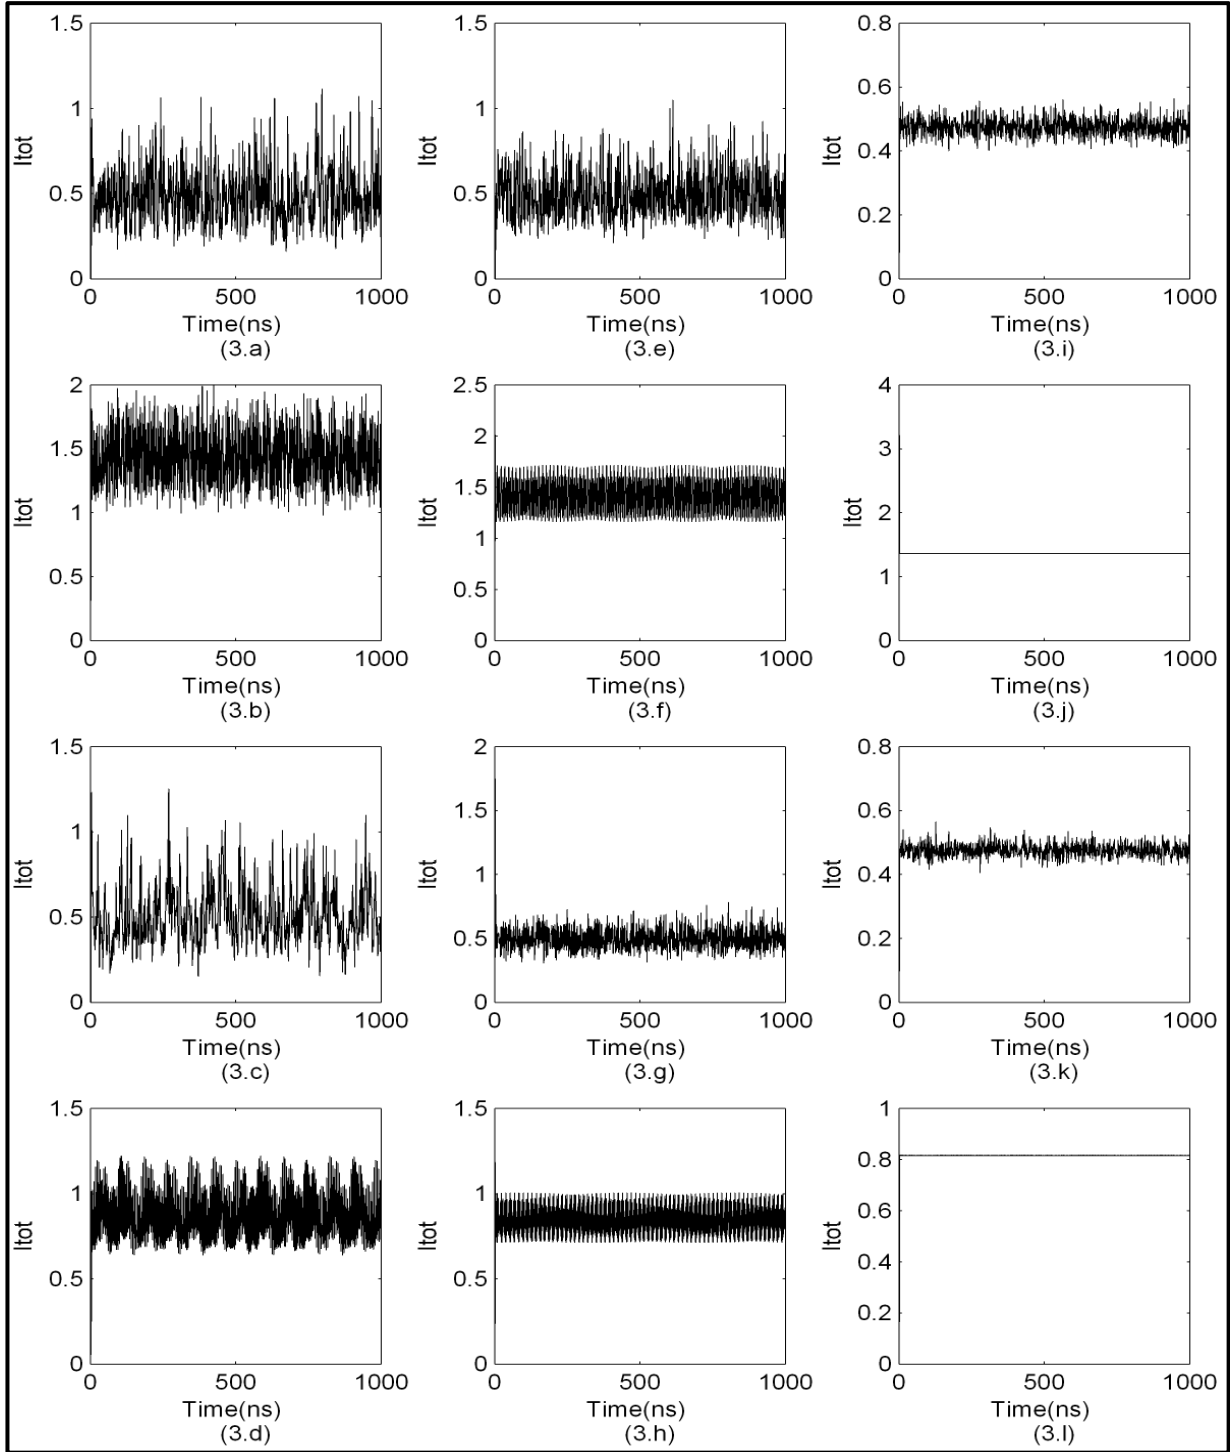 1.5
1
0.5
0
Itot
0 500 1000
Time(ns)
(3.a)
1.5
1
0.5
0
Itot
0 500 1000
Time(ns)
(3.e)
0.8
0.6
0.4
0.2
0
Itot
0 500 1000
Time(ns)
(3.i)
2
1.5
1
0.5
0
Itot
0 500 1000
Time(ns)
(3.b)
2.5
2
1.5
1
0.5
0
Itot
0 500 1000
Time(ns)
(3.f)
4
3
2
1
0
Itot
0 500 1000
Time(ns)
(3.j)
1.5
1
0.5
0
Itot
0 500 1000
Time(ns)
(3.c)
2
1.5
1
0.5
0
Itot
0 500 1000
Time(ns)
(3.g)
0.8
0.6
0.4
0.2
0
Itot
0 500 1000
Time(ns)
(3.k)
1.5
1
0.5
0
Itot
0 500 1000
Time(ns)
(3.d)
1.5
1
0.5
0
Itot
0 500 1000
Time(ns)
(3.h)
1
0.8
0.6
0.4
0.2
0
Itot
0 500 1000
Time(ns)
(3.l)